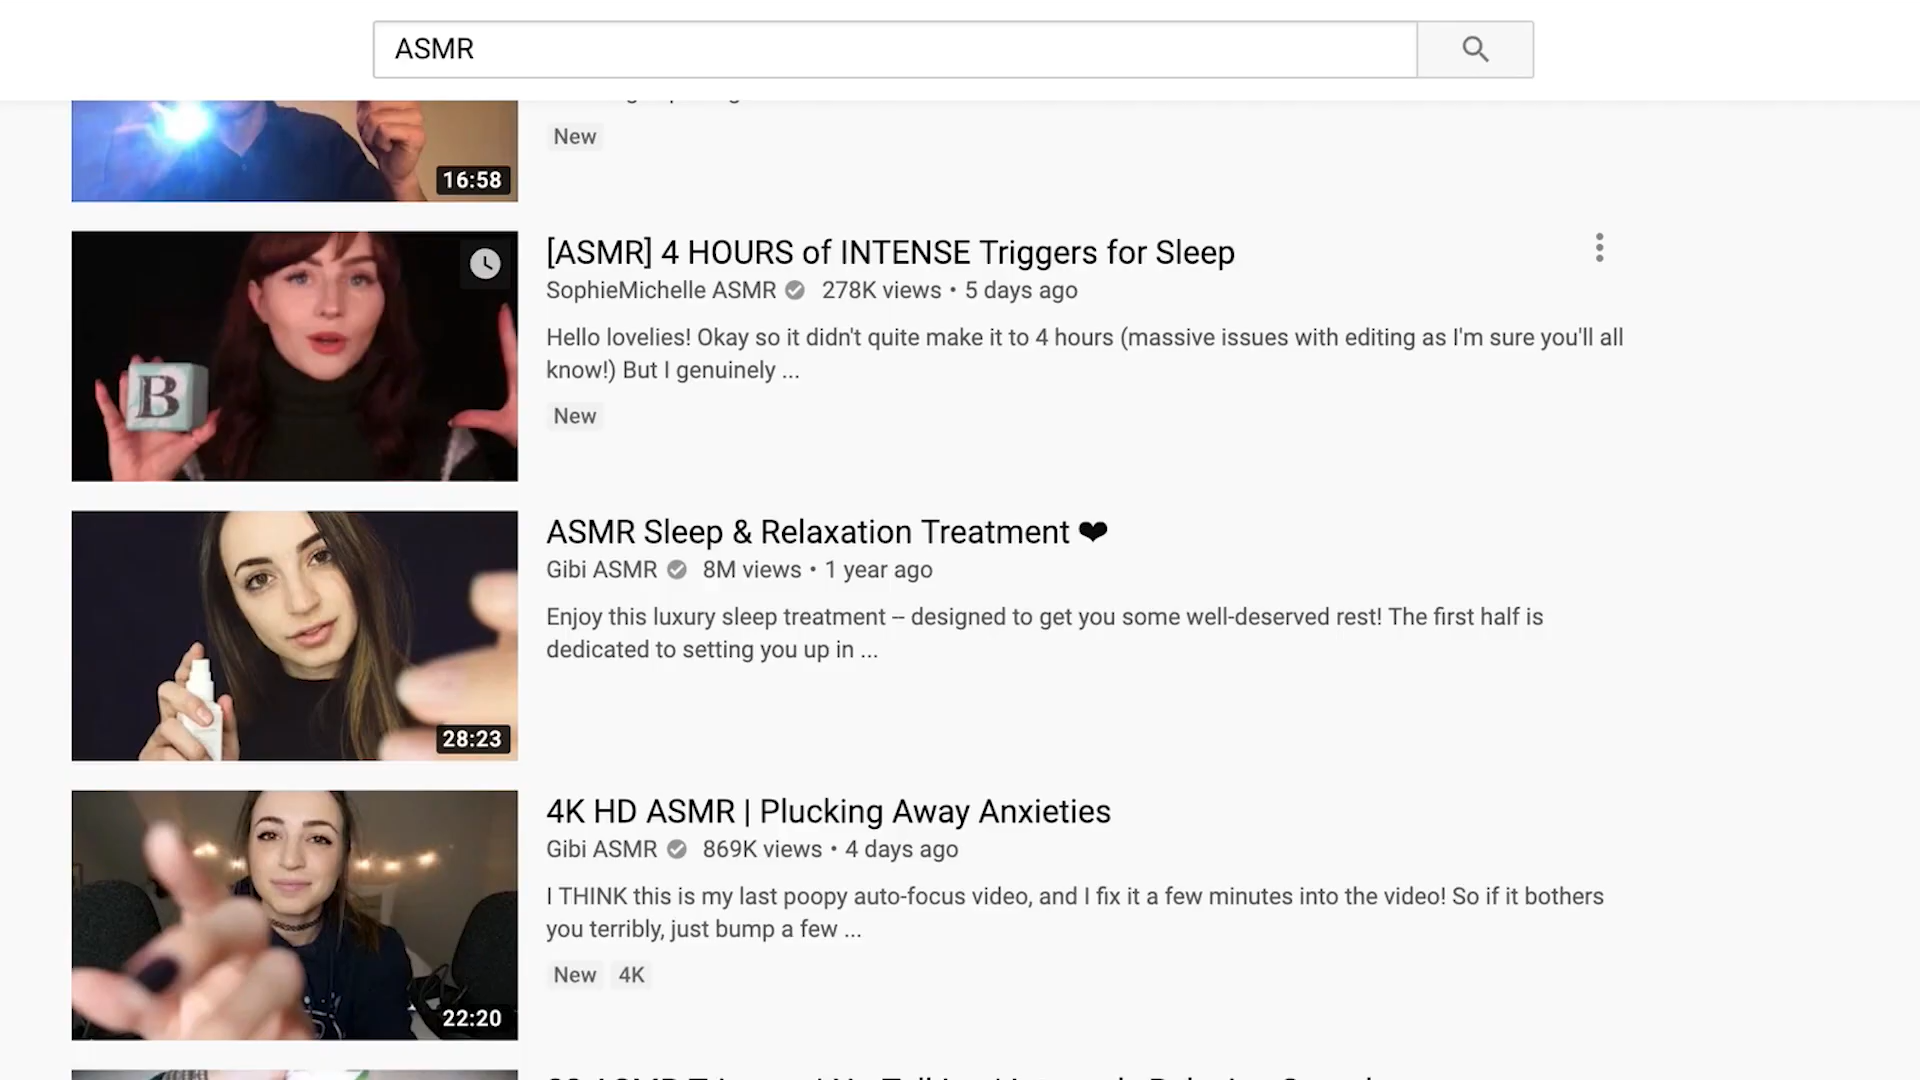 ASMR
New
16:58
[ASMR] 4 HOURS of INTENSE Triggers for Sleep
SophieMichelle ASMR 278K views • 5 days ago
Hello lovelies! Okay so it didn't quite make it to 4 hours (massive issues with editing as I'm sure you'll all
know!) But I genuinely ...
B
New
ASMR Sleep & Relaxation Treatment ❤
Gibi ASMR 8M views • 1 year ago
Enjoy this luxury sleep treatment – designed to get you some well-deserved rest! The first half is
dedicated to setting you up in ...
28:23
4K HD ASMR | Plucking Away Anxieties
Gibi ASMR 869K views • 4 days ago
I THINK this is my last poopy auto-focus video, and I fix it a few minutes into the video! So if it bothers
you terribly, just bump a few ...
New 4K
22:20